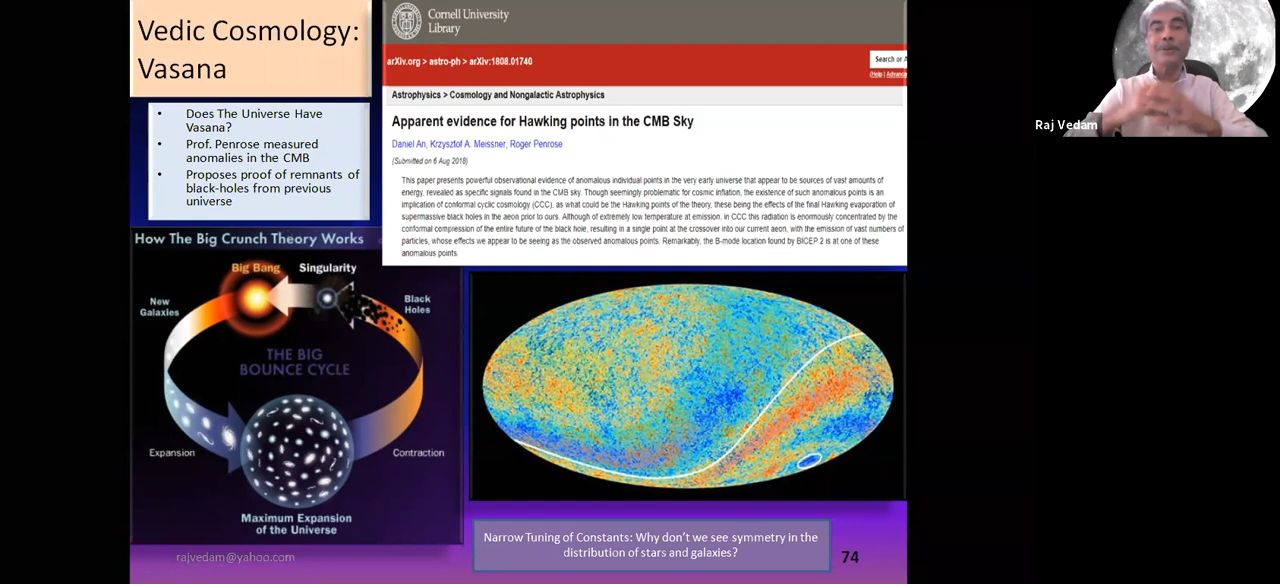 Vedic Cosmology:
Vasana
• Does The Universe Have
Vasana?
• Prof. Penrose measured
anomalies in the CMB
• Proposes proof of remnants of
black-holes from previous
universe
Cornell University
Library
arXiv.org > astro-ph > arXiv:1808.01740
Search or A
(Help | Advance
Astrophysics > Cosmology and Nongalactic Astrophysics
Apparent evidence for Hawking points in the CMB Sky
Daniel An, Krzysztof A. Meissner, Roger Penrose
(Submitted on 6 Aug 2018)
This paper presents powerful observational evidence of anomalous individual points in the very early universe that appear to be sources of vast amounts of
energy, revealed as specific signals found in the CMB sky. Though seemingly problematic for cosmic inflation, the existence of such anomalous points is an
implication of conformal cyclic cosmology (CCC), as what could be the Hawking points of the theory, these being the effects of the final Hawking evaporation of
supermassive black holes in the aeon prior to ours. Although of extremely low temperature at emission, in CCC this radiation is enormously concentrated by the
conformal compression of the entire future of the black hole, resulting in a single point at the crossover into our current aeon, with the emission of vast numbers of
particles, whose effects we appear to be seeing as the observed anomalous points. Remarkably, the B-mode location found by BICEP 2 is at one of these
anomalous points.
Raj Vedam
How The Big Crunch Theory Works
Big Bang
Singularity
New
Galaxies
Black
Holes
THE BIG
BOUNCE CYCLE
Expansion
Contraction
Maximum Expansion
of the Universe
Narrow Tuning of Constants: Why don't we see symmetry in the
distribution of stars and galaxies?
rajvedam@yahoo.com
74